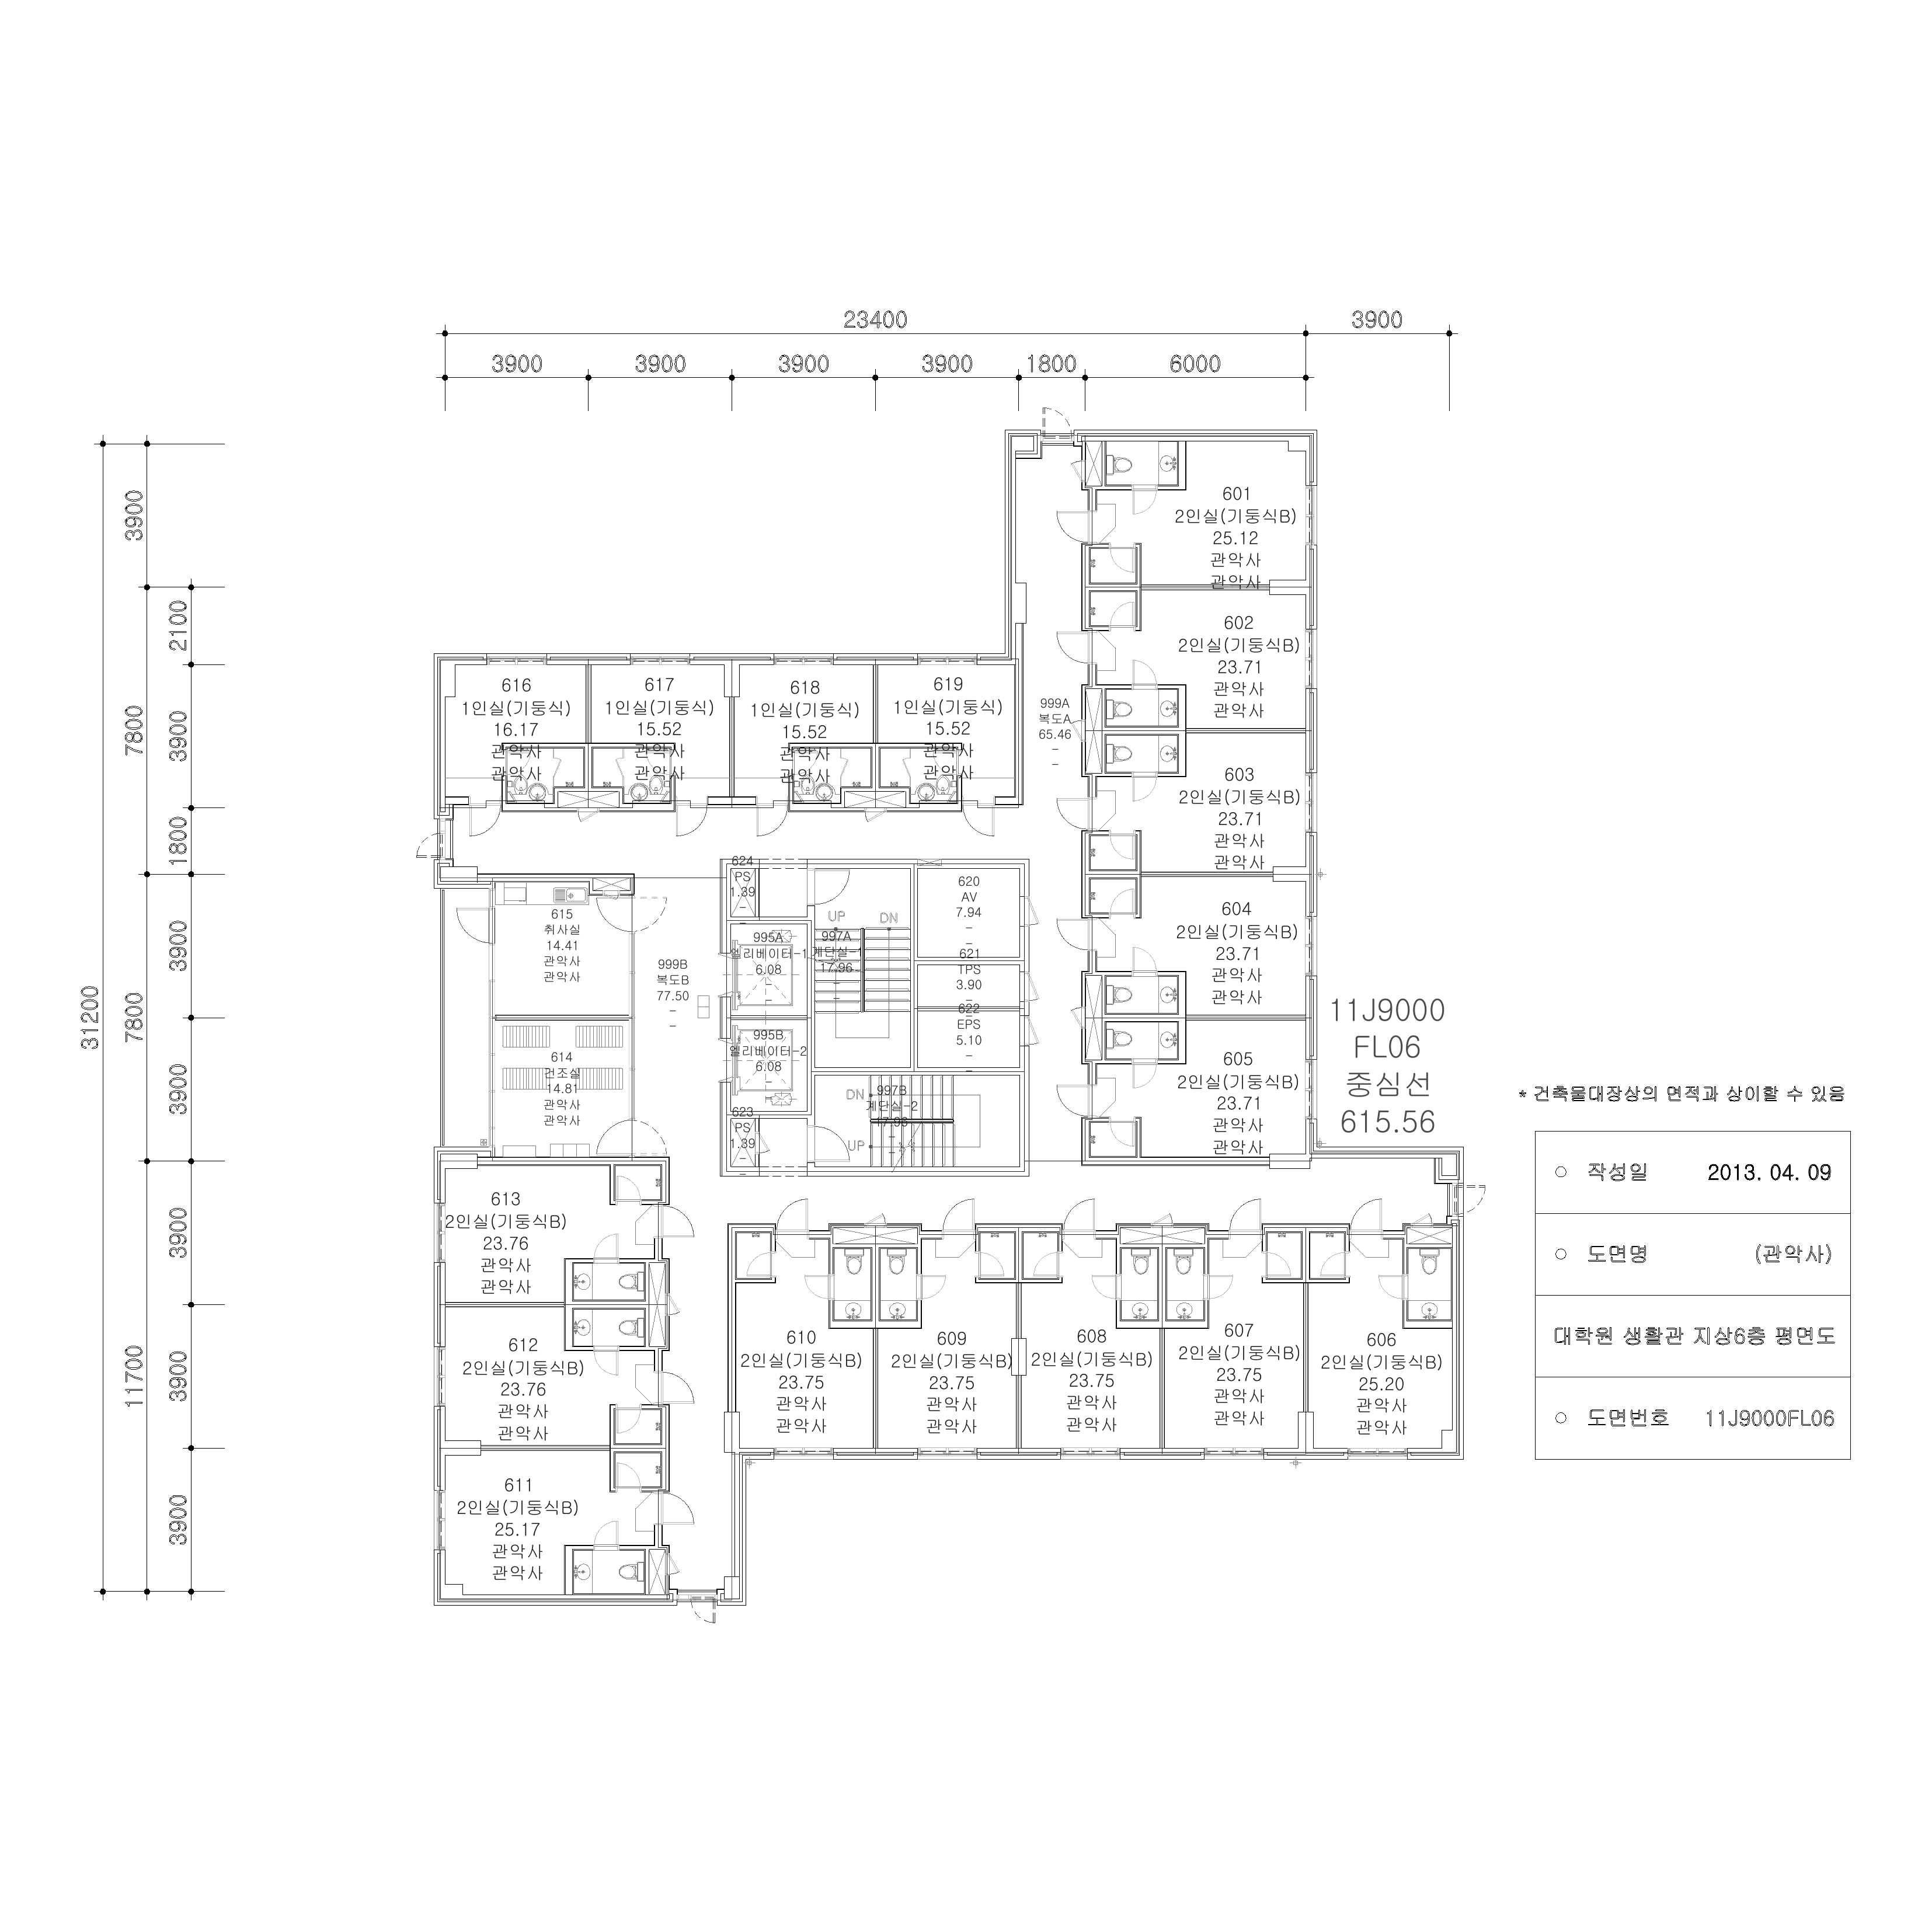 23400
3900
3900
3900
3900
3900
1800
6000
31200
3900
7800
7800
11700
2100
3900
1800
3900
3900
3900
3900
3900
601
2인실(기둥식B)
25.12
관악사
관악사
602
2인실(기둥식B)
23.71
관악사
관악사
603
2인실(기둥식B)
23.71
관악사
관악사
604
2인실(기둥식B)
23.71
관악사
관악사
605
2인실(기둥식B)
23.71
관악사
관악사
616
1인실(기둥식)
16.17
관악사
관악사
617
1인실(기둥식)
15.52
관악사
관악사
618
1인실(기둥식)
15.52
관악사
관악사
619
1인실(기둥식)
15.52
관악사
관악사
999A
복도A
65.46
–
–
624
PS
1.39
–
615
취사실
14.41
관악사
관악사
999B
복도B
77.50
–
–
995A
엘리베이터-1
6.08
–
–
UP
DN
997A
계단실-1
17.96
–
–
620
AV
7.94
–
–
621
TPS
3.90
–
622
EPS
5.10
–
–
614
건조실
14.81
관악사
관악사
995B
엘리베이터-2
6.08
–
–
DN
UP
997B
계단실-2
17.96
–
623
PS
1.39
–
–
11J9000
FL06
중심선
615.56
613
2인실(기둥식B)
23.76
관악사
관악사
612
2인실(기둥식B)
23.76
관악사
관악사
611
2인실(기둥식B)
25.17
관악사
관악사
610
2인실(기둥식B)
23.75
관악사
관악사
609
2인실(기둥식B)
23.75
관악사
관악사
608
2인실(기둥식B)
23.75
관악사
관악사
607
2인실(기둥식B)
23.75
관악사
관악사
606
2인실(기둥식B)
25.20
관악사
관악사
* 건축물대장상의 면적과 상이할 수 있음
○ 작성일 2013. 04. 09
○ 도면명 (관악사)
대학원 생활관 지상6층 평면도
○ 도면번호 11J9000FL06